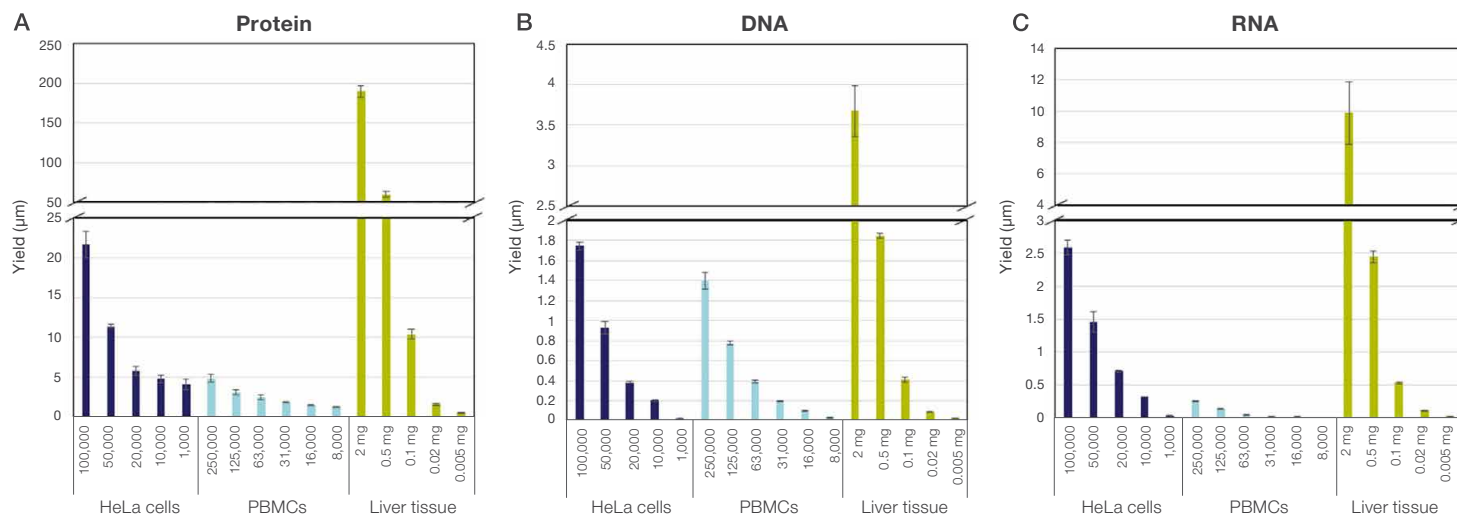 A
Protein
Yield (µm)
250
200
150
100
50
25
20
15
10
5
0
100,000
50,000
20,000
10,000
1,000
250,000
125,000
63,000
31,000
16,000
8,000
2 mg
0.5 mg
0.1 mg
0.02 mg
0.005 mg
HeLa cells
PBMCs
Liver tissue
B
DNA
Yield (µm)
4.5
4
3.5
3
2.5
2
1.8
1.6
1.4
1.2
1
0.8
0.6
0.4
0.2
0
100,000
50,000
20,000
10,000
1,000
250,000
125,000
63,000
31,000
16,000
8,000
2 mg
0.5 mg
0.1 mg
0.02 mg
0.005 mg
HeLa cells
PBMCs
Liver tissue
C
RNA
Yield (µm)
14
12
10
8
6
4
3
2.5
2
1.5
1
0.5
0
100,000
50,000
20,000
10,000
1,000
250,000
125,000
63,000
31,000
16,000
8,000
2 mg
0.5 mg
0.1 mg
0.02 mg
0.005 mg
HeLa cells
PBMCs
Liver tissue